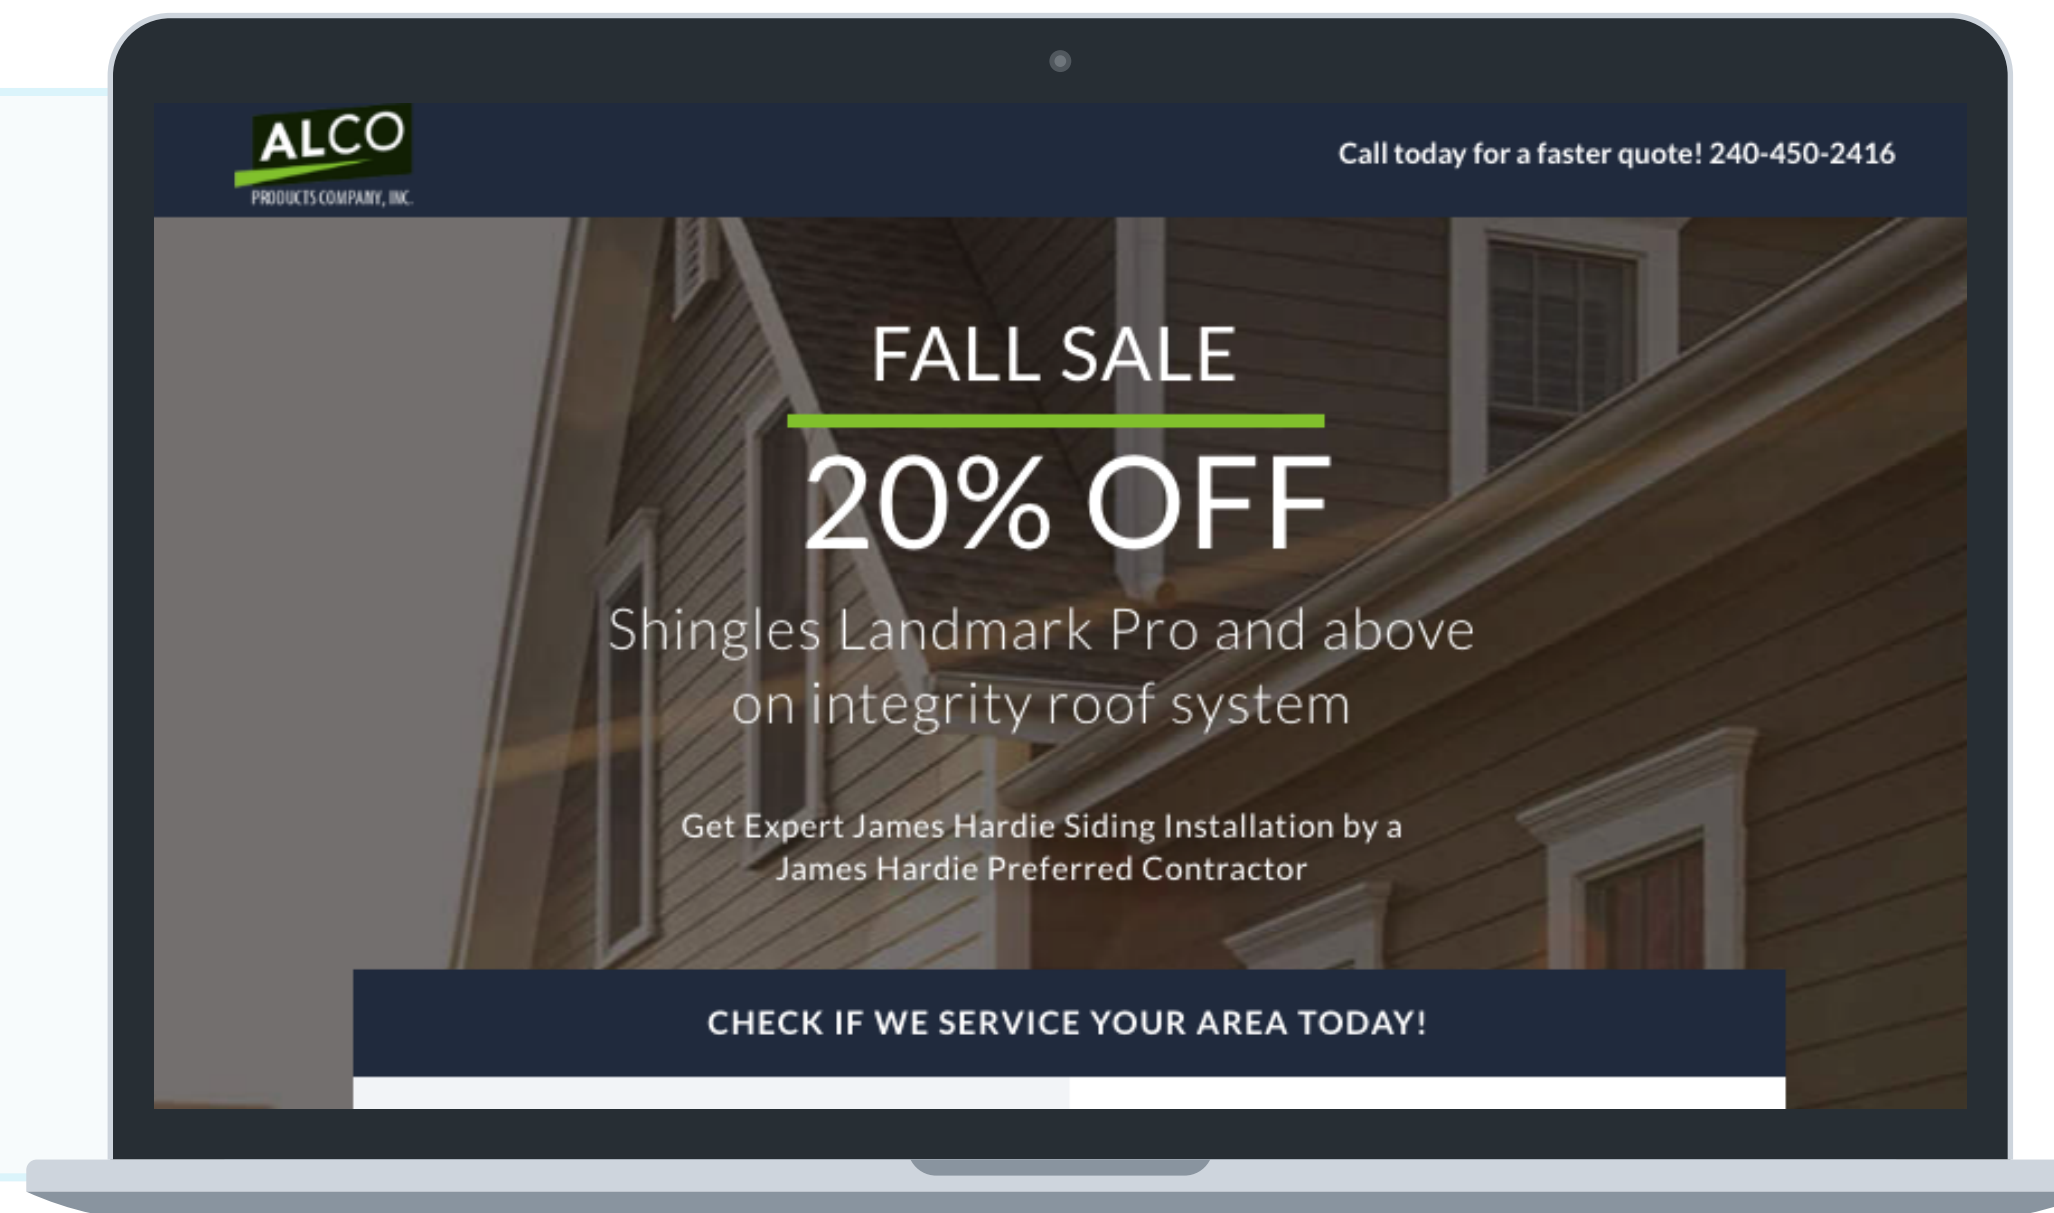 ALCO
PRODUCTS COMPANY, INC.
Call today for a faster quote! 240-450-2416
FALL SALE
20% OFF
Shingles Landmark Pro and above
on integrity roof system
Get Expert James Hardie Siding Installation by a
James Hardie Preferred Contractor
CHECK IF WE SERVICE YOUR AREA TODAY!